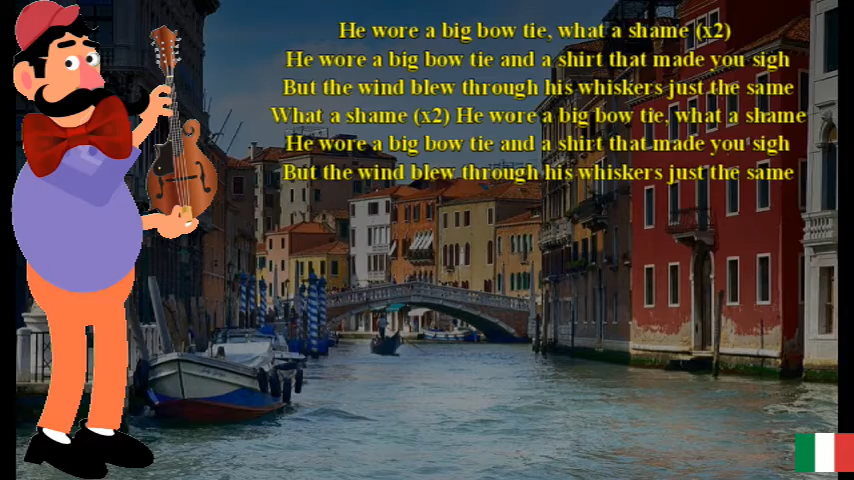 He wore a big bow tie, what a shame (x2)
He wore a big bow tie and a shirt that made you sigh
But the wind blew through his whiskers just the same
What a shame (x2) He wore a big bow tie, what a shame
He wore a big bow tie and a shirt that made you sigh
But the wind blew through his whiskers just the same